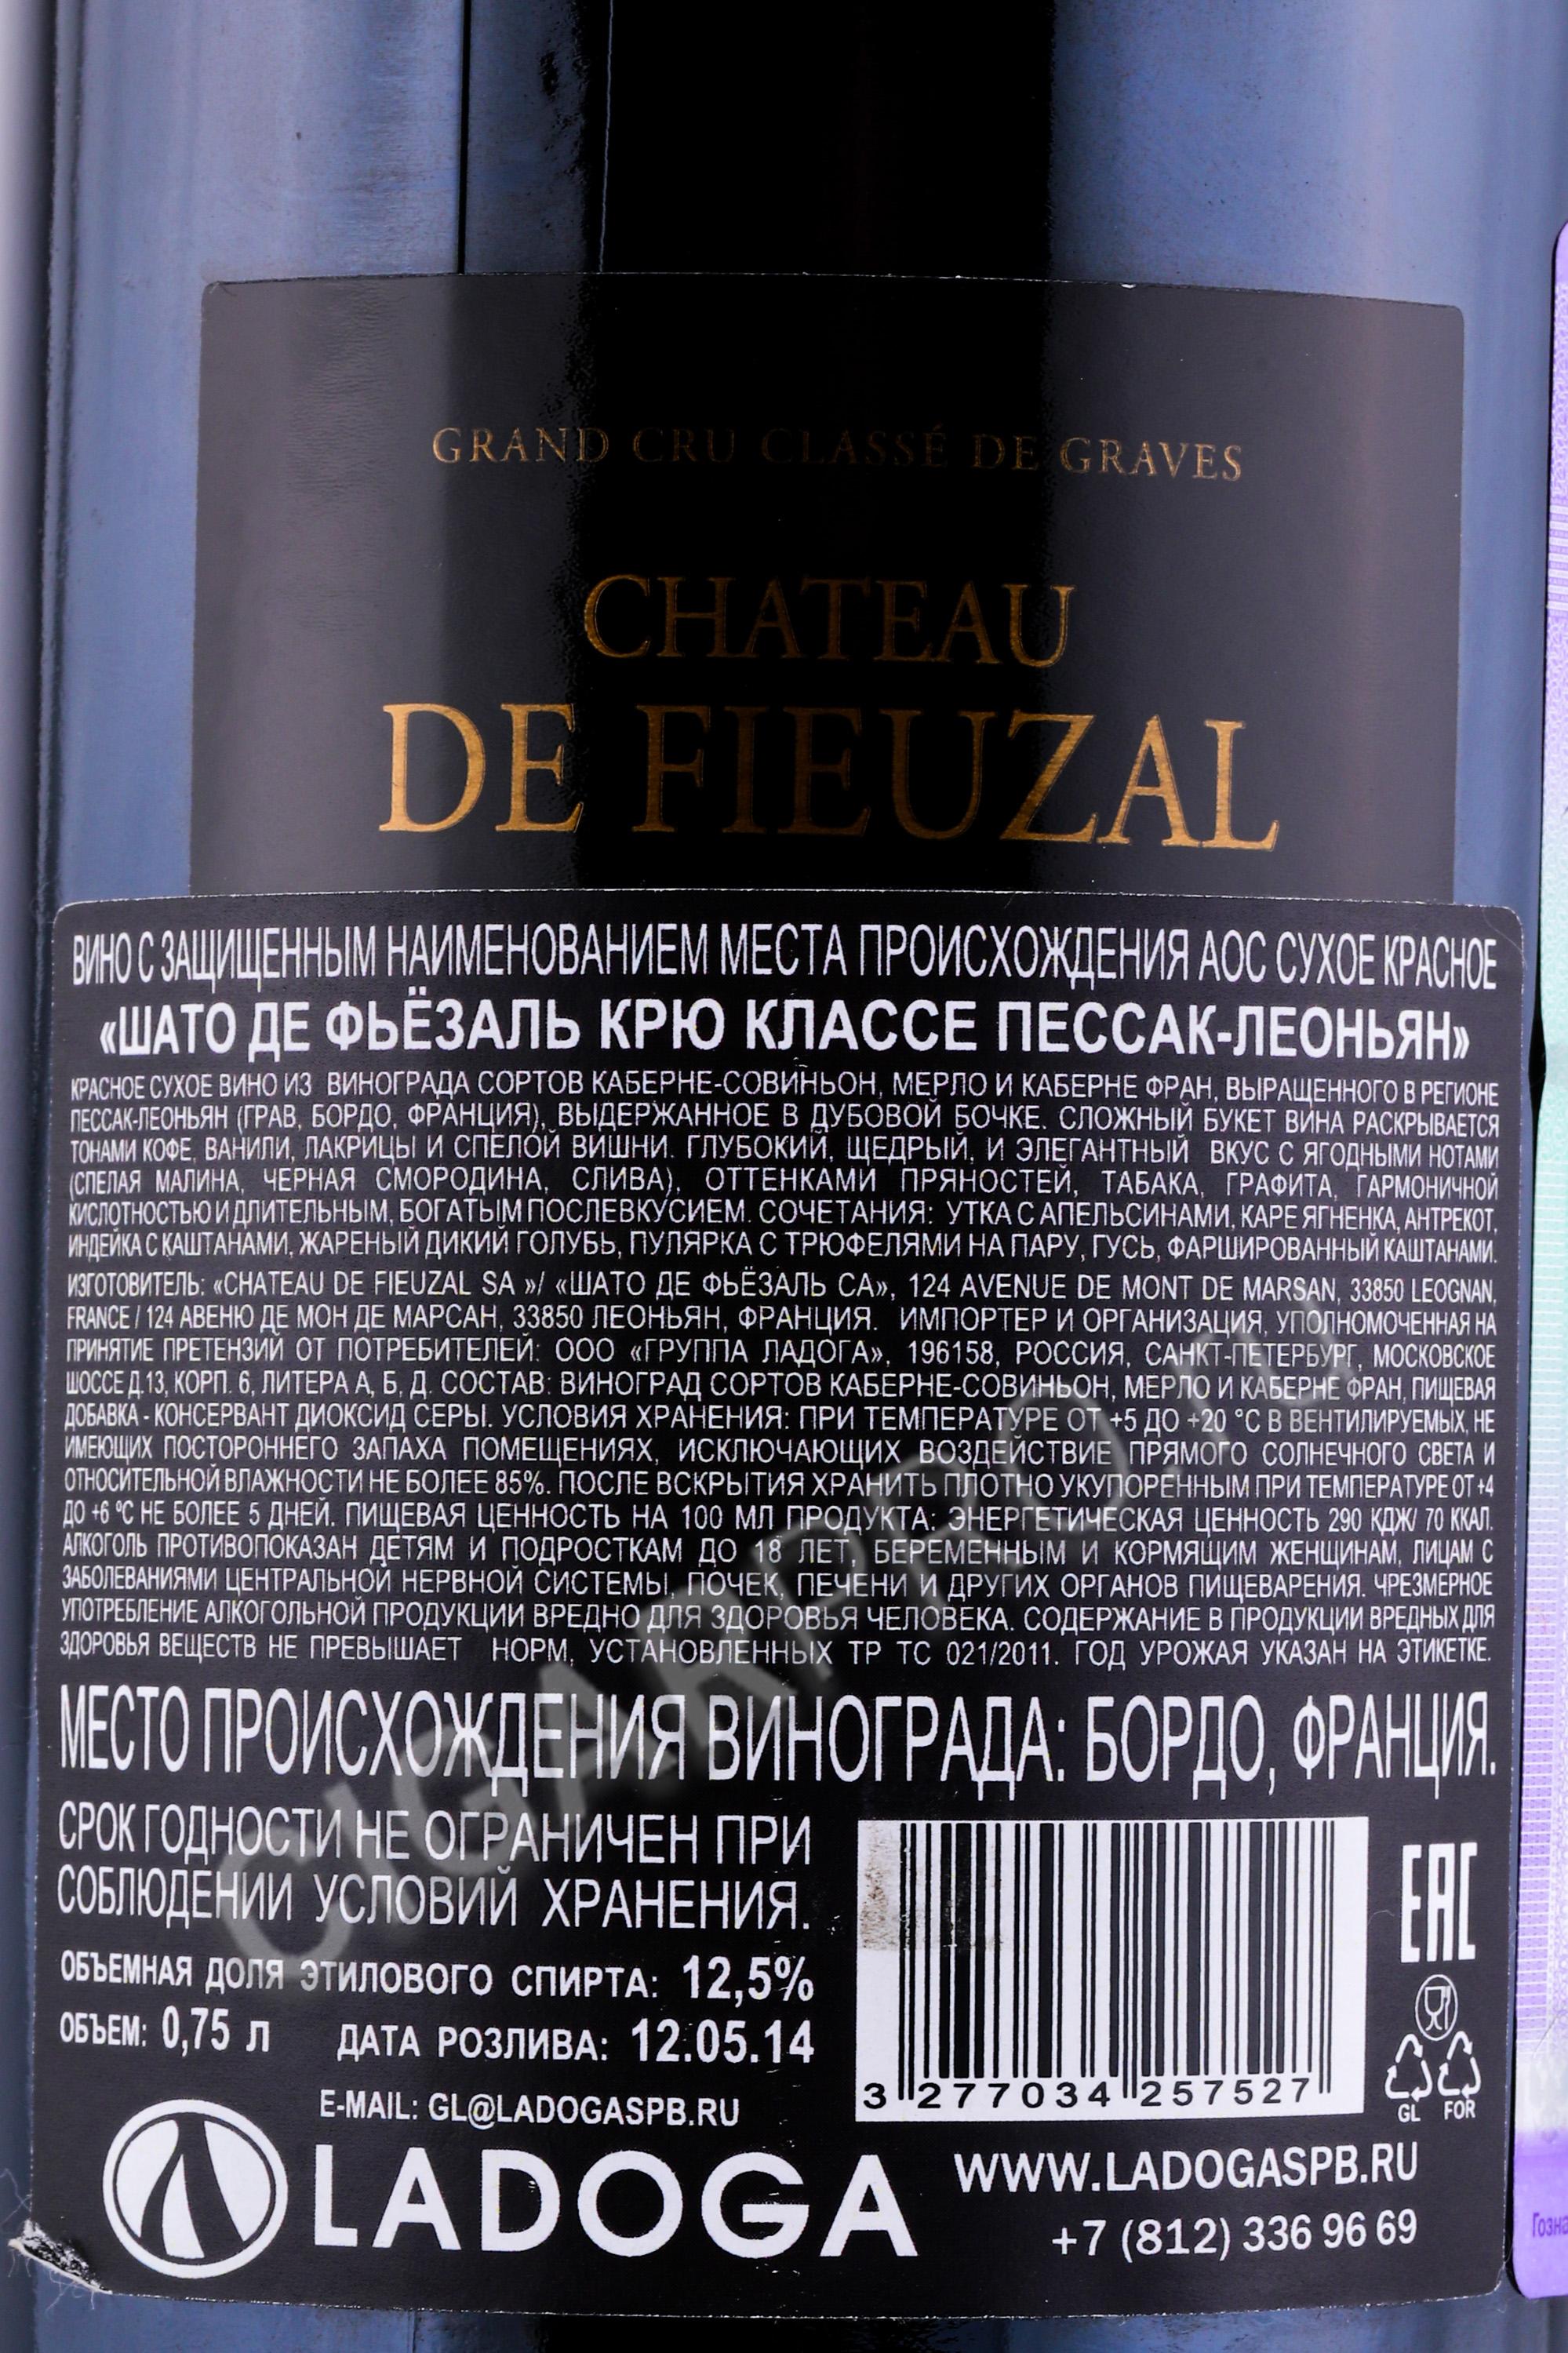 GRAND CRU CLASSÉ DE GRAVES
CHATEAU
DE FIEUZAL
ВИНО С ЗАЩИЩЕННЫМ НАИМЕНОВАНИЕМ МЕСТА ПРОИСХОЖДЕНИЯ АОС СУХОЕ КРАСНОЕ
«ШАТО ДЕ ФЬЁЗАЛЬ КРЮ КЛАССЕ ПЕССАК-ЛЕОНЬЯН»
КРАСНОЕ СУХОЕ ВИНО ИЗ ВИНОГРАДА СОРТОВ КАБЕРНЕ-СОВИНЬОН, МЕРЛО И КАБЕРНЕ ФРАН, ВЫРАЩЕННОГО В РЕГИОНЕ
ПЕССАК-ЛЕОНЬЯН (ГРАВ, БОРДО, ФРАНЦИЯ), ВЫДЕРЖАННОЕ В ДУБОВОЙ БОЧКЕ. СЛОЖНЫЙ БУКЕТ ВИНА РАСКРЫВАЕТСЯ
ТОНАМИ КОФЕ, ВАНИЛИ, ЛАКРИЦЫ И СПЕЛОЙ ВИШНИ. ГЛУБОКИЙ, ЩЕДРЫЙ, И ЭЛЕГАНТНЫЙ ВКУС С ЯГОДНЫМИ НОТАМИ
(СПЕЛАЯ МАЛИНА, ЧЕРНАЯ СМОРОДИНА, СЛИВА), ОТТЕНКАМИ ПРЯНОСТЕЙ, ТАБАКА, ГРАФИТА, ГАРМОНИЧНОЙ
КИСЛОТНОСТЬЮ И ДЛИТЕЛЬНЫМ, БОГАТЫМ ПОСЛЕВКУСИЕМ. СОЧЕТАНИЯ: УТКА С АПЕЛЬСИНАМИ, КАРЕ ЯГНЕНКА, АНТРЕКОТ,
ИНДЕЙКА С КАШТАНАМИ, ЖАРЕНЫЙ ДИКИЙ ГОЛУБЬ, ПУЛЯРКА С ТРЮФЕЛЯМИ НА ПАРУ, ГУСЬ, ФАРШИРОВАННЫЙ КАШТАНАМИ.
ИЗГОТОВИТЕЛЬ: «CHATEAU DE FIEUZAL SA »/ «ШАТО ДЕ ФЬЁЗАЛЬ СА», 124 AVENUE DE MONT DE MARSAN, 33850 LEOGNAN,
FRANCE / 124 АВЕНЮ ДЕ МОН ДЕ МАРСАН, 33850 ЛЕОНЬЯН, ФРАНЦИЯ. ИМПОРТЕР И ОРГАНИЗАЦИЯ, УПОЛНОМОЧЕННАЯ НА
ПРИНЯТИЕ ПРЕТЕНЗИЙ ОТ ПОТРЕБИТЕЛЕЙ: ООО «ГРУППА ЛАДОГА», 196158, РОССИЯ, САНКТ-ПЕТЕРБУРГ, МОСКОВСКОЕ
ШОССЕ Д.13, КОРП. 6, ЛИТЕРА А, Б, Д. СОСТАВ: ВИНОГРАД СОРТОВ КАБЕРНЕ-СОВИНЬОН, МЕРЛО И КАБЕРНЕ ФРАН, ПИЩЕВАЯ
ДОБАВКА - КОНСЕРВАНТ ДИОКСИД СЕРЫ. УСЛОВИЯ ХРАНЕНИЯ: ПРИ ТЕМПЕРАТУРЕ ОТ +5 ДО +20 °С В ВЕНТИЛИРУЕМЫХ, НЕ
ИМЕЮЩИХ ПОСТОРОННЕГО ЗАПАХА ПОМЕЩЕНИЯХ, ИСКЛЮЧАЮЩИХ ВОЗДЕЙСТВИЕ ПРЯМОГО СОЛНЕЧНОГО СВЕТА И
ОТНОСИТЕЛЬНОЙ ВЛАЖНОСТИ НЕ БОЛЕЕ 85%. ПОСЛЕ ВСКРЫТИЯ ХРАНИТЬ ПЛОТНО УКУПОРЕННЫМ ПРИ ТЕМПЕРАТУРЕ ОТ +4
ДО +6 °С НЕ БОЛЕЕ 5 ДНЕЙ. ПИЩЕВАЯ ЦЕННОСТЬ НА 100 МЛ ПРОДУКТА: ЭНЕРГЕТИЧЕСКАЯ ЦЕННОСТЬ 290 КДЖ/ 70 ККАЛ.
АЛКОГОЛЬ ПРОТИВОПОКАЗАН ДЕТЯМ И ПОДРОСТКАМ ДО 18 ЛЕТ, БЕРЕМЕННЫМ И КОРМЯЩИМ ЖЕНЩИНАМ, ЛИЦАМ С
ЗАБОЛЕВАНИЯМИ ЦЕНТРАЛЬНОЙ НЕРВНОЙ СИСТЕМЫ, ПОЧЕК, ПЕЧЕНИ И ДРУГИХ ОРГАНОВ ПИЩЕВАРЕНИЯ. ЧРЕЗМЕРНОЕ
УПОТРЕБЛЕНИЕ АЛКОГОЛЬНОЙ ПРОДУКЦИИ ВРЕДНО ДЛЯ ЗДОРОВЬЯ ЧЕЛОВЕКА. СОДЕРЖАНИЕ В ПРОДУКЦИИ ВРЕДНЫХ ДЛЯ
ЗДОРОВЬЯ ВЕЩЕСТВ НЕ ПРЕВЫШАЕТ НОРМ, УСТАНОВЛЕННЫХ ТР ТС 021/2011. ГОД УРОЖАЯ УКАЗАН НА ЭТИКЕТКЕ.
МЕСТО ПРОИСХОЖДЕНИЯ ВИНОГРАДА: БОРДО, ФРАНЦИЯ.
СРОК ГОДНОСТИ НЕ ОГРАНИЧЕН ПРИ
СОБЛЮДЕНИИ УСЛОВИЙ ХРАНЕНИЯ.
ОБЪЕМНАЯ ДОЛЯ ЭТИЛОВОГО СПИРТА: 12,5%
ОБЪЕМ: 0,75 л ДАТА РОЗЛИВА: 12.05.14
E-MAIL: GL@LADOGASPB.RU
LADOGA
3 277034 257527
EAC
GL FOR
WWW.LADOGASPB.RU
+7 (812) 336 96 69
CIGARPRO.RU